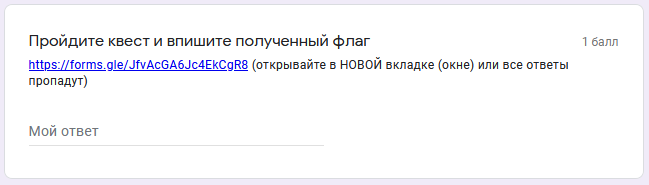 Пройдите квест и впишите полученный флаг
1 балл
https://forms.gle/JfvAcGA6Jc4EkCgR8 (открывайте в НОВОЙ вкладке (окне) или все ответы
пропадут)
Мой ответ